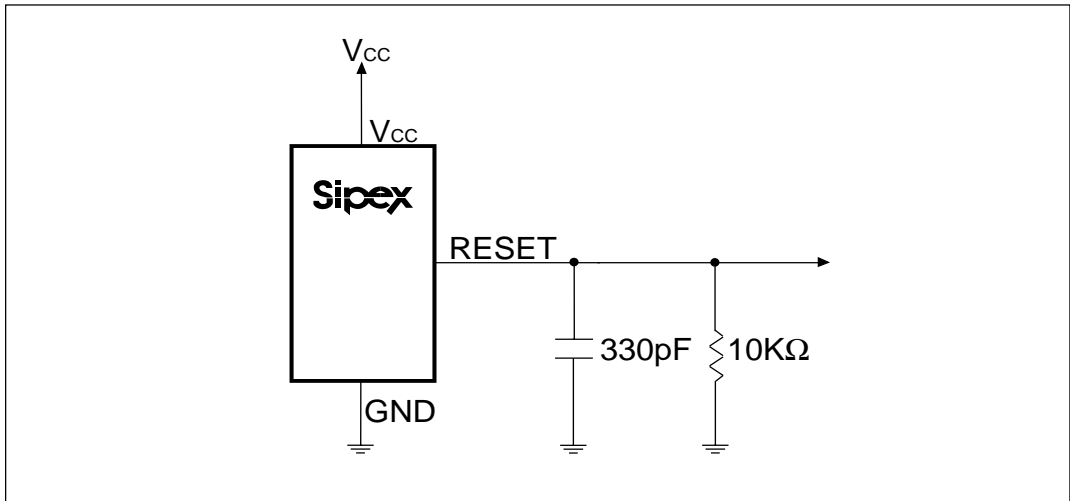 VCC
VCC
Sipex
RESET
330pF
10KΩ
GND